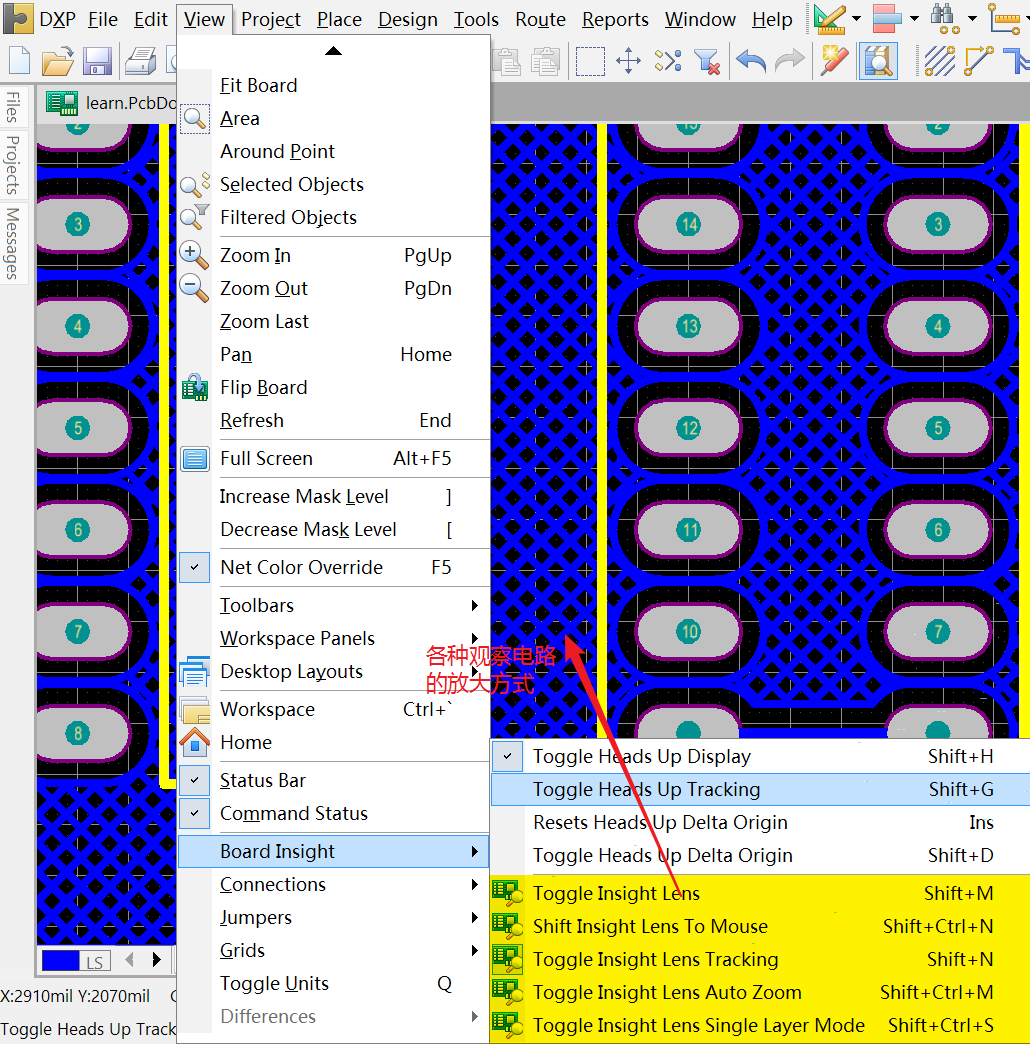 DXP File Edit View Project Place Design Tools Route Reports Window Help
learn.PcbDo
Files
Projects
Messages
Fit Board
Area
Around Point
Selected Objects
Filtered Objects
Zoom In PgUp
Zoom Out PgDn
Zoom Last
Pan Home
Flip Board
Refresh End
Full Screen Alt+F5
Increase Mask Level ]
Decrease Mask Level [
Net Color Override F5
Toolbars
Workspace Panels
Desktop Layouts
Workspace Ctrl+`
Home
Status Bar
Command Status
Board Insight
Connections
Jumpers
Grids
Toggle Units Q
Differences
各种观察电路
的放大方式
Toggle Heads Up Display Shift+H
Toggle Heads Up Tracking Shift+G
Resets Heads Up Delta Origin Ins
Toggle Heads Up Delta Origin Shift+D
Toggle Insight Lens Shift+M
Shift Insight Lens To Mouse Shift+Ctrl+N
Toggle Insight Lens Tracking Shift+N
Toggle Insight Lens Auto Zoom Shift+Ctrl+M
Toggle Insight Lens Single Layer Mode Shift+Ctrl+S
3 14 3
4 13 4
5 12 5
6 11 6
7 10 7
8
LS
X:2910mil Y:2070mil
Toggle Heads Up Track